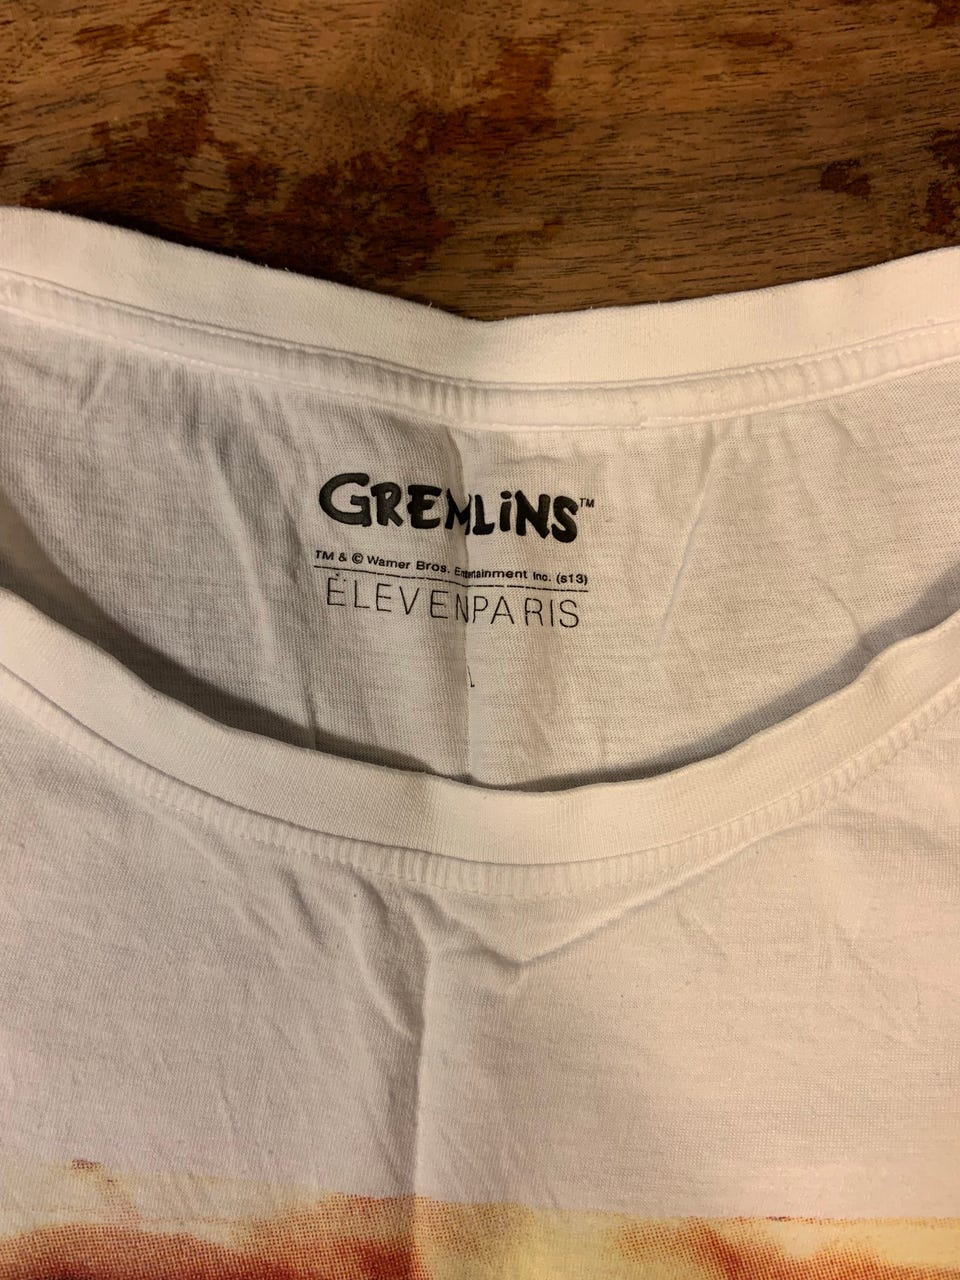 GREMLiNS™
TM & © Warner Bros. Entertainment Inc. (s13)
ELEVENPARIS